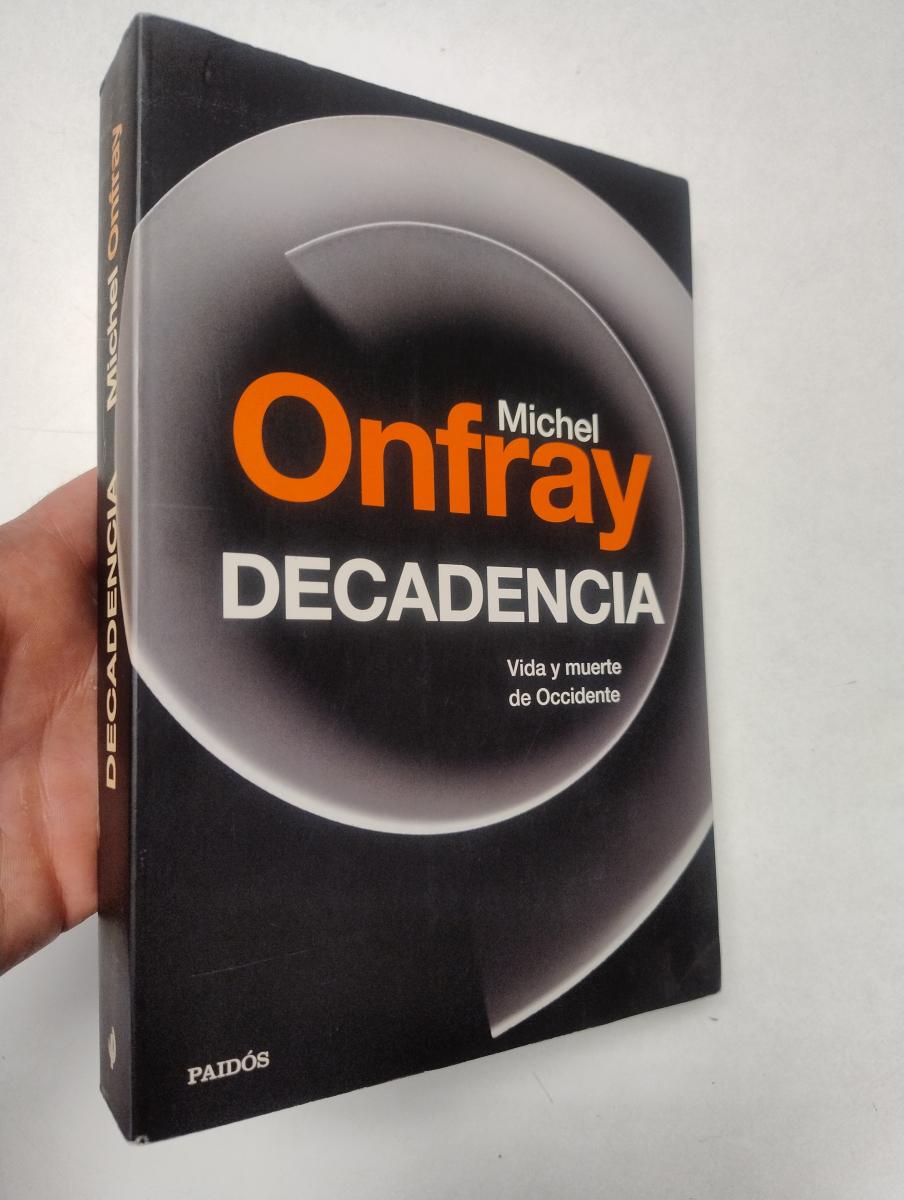 DECADENCIA Michel Onfray
Michel
Onfray
DECADENCIA
Vida y muerte
de Occidente
PAIDÓS